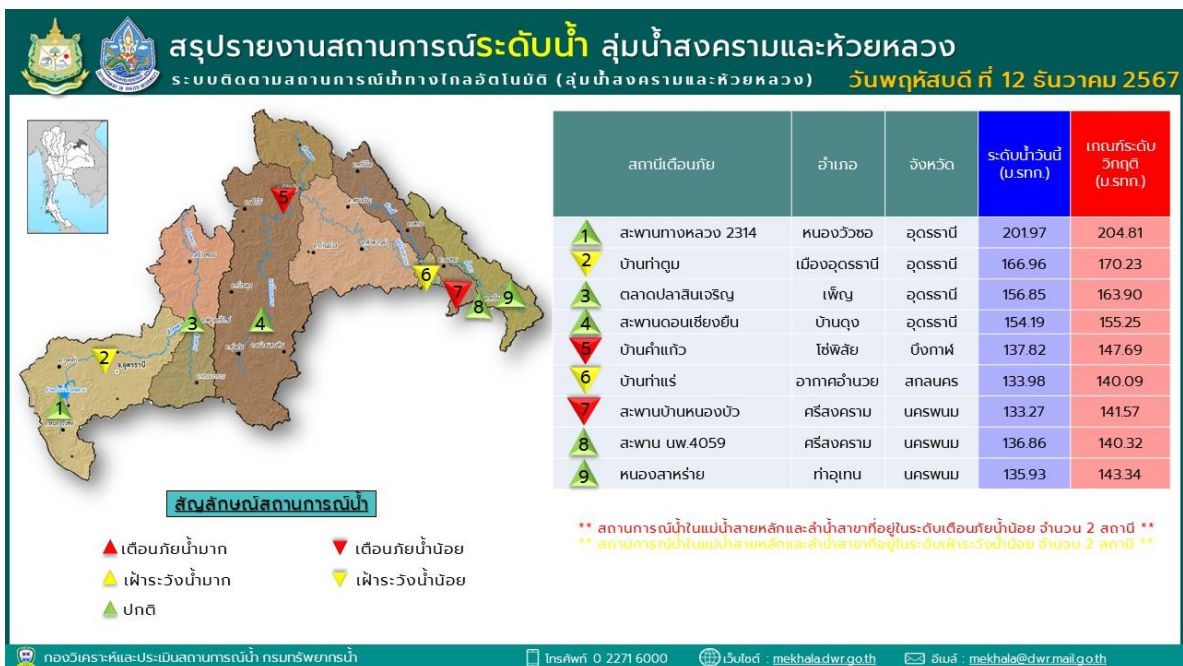 สรุปรายงานสถานการณ์ระดับน้ำ ลุ่มน้ำสงครามและห้วยหลวง
ระบบติดตามสถานการณ์น้ำทางไกลอัตโนมัติ (ลุ่มน้ำสงครามและห้วยหลวง) วันพฤหัสบดี ที่ 12 ธันวาคม 2567
สถานีเตือนภัย อำเภอ จังหวัด ระดับน้ำวันนี้ (ม.รทก.) เกณฑ์ระดับวิกฤติ (ม.รทก.)
1 สะพานทางหลวง 2314 หนองวัวซอ อุดรธานี 201.97 204.81
2 บ้านท่าตูม เมืองอุดรธานี อุดรธานี 166.96 170.23
3 ตลาดปลาสินเจริญ เพ็ญ อุดรธานี 156.85 163.90
4 สะพานดอนเชียงยืน บ้านดุง อุดรธานี 154.19 155.25
5 บ้านคำแก้ว โซ่พิสัย บึงกาฬ 137.82 147.69
6 บ้านท่าแร่ อากาศอำนวย สกลนคร 133.98 140.09
7 สะพานบ้านหนองบัว ศรีสงคราม นครพนม 133.27 141.57
8 สะพาน นพ.4059 ศรีสงคราม นครพนม 136.86 140.32
9 หนองสาหร่าย ท่าอุเทน นครพนม 135.93 143.34
5
6
7
8
9
3
4
2
จ.อุดรธานี
1
สัญลักษณ์สถานการณ์น้ำ
เตือนภัยน้ำมาก เตือนภัยน้ำน้อย
เฝ้าระวังน้ำมาก เฝ้าระวังน้ำน้อย
ปกติ
** สถานการณ์น้ำในแม่น้ำสายหลักและลำน้ำสาขาที่อยู่ในระดับเตือนภัยน้ำน้อย จำนวน 2 สถานี **
** สถานการณ์น้ำในแม่น้ำสายหลักและลำน้ำสาขาที่อยู่ในระดับเฝ้าระวังน้ำน้อย จำนวน 2 สถานี **
กองวิเคราะห์และประเมินสถานการณ์น้ำ กรมทรัพยากรน้ำ โทรศัพท์ 0 2271 6000 เว็บไซต์ : mekhala.dwr.go.th อีเมล์ : mekhala@dwr.mail.go.th